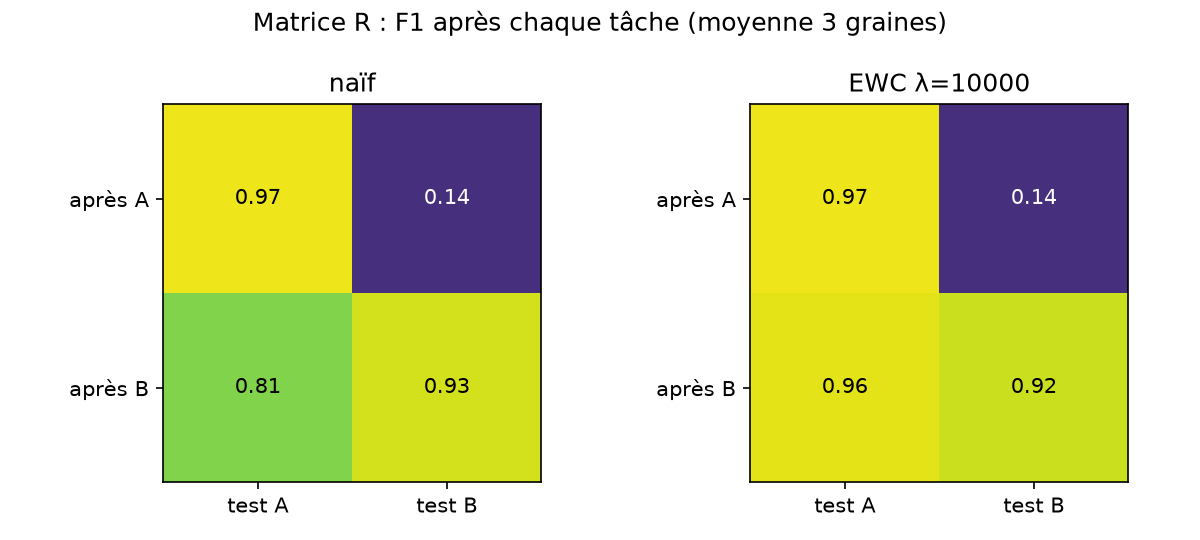 Matrice R : F1 après chaque tâche (moyenne 3 graines)
naïf
après A
0.97
0.14
après B
0.81
0.93
test A
test B
EWC λ=10000
après A
0.97
0.14
après B
0.96
0.92
test A
test B